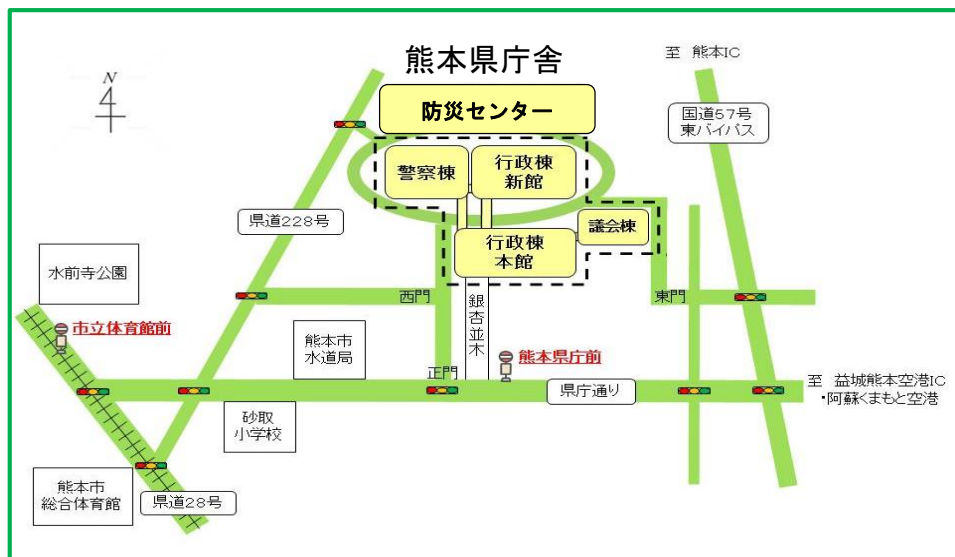 熊本県庁舎
至 熊本IC
N
防災センター
国道57号
東バイパス
警察棟
行政棟
新館
県道228号
議会棟
行政棟
本館
水前寺公園
西門
銀杏並木
東門
市立体育館前
熊本市
水道局
熊本県庁前
正門
県庁通り
至 益城熊本空港IC
・阿蘇くまもと空港
砂取
小学校
熊本市
総合体育館
県道28号